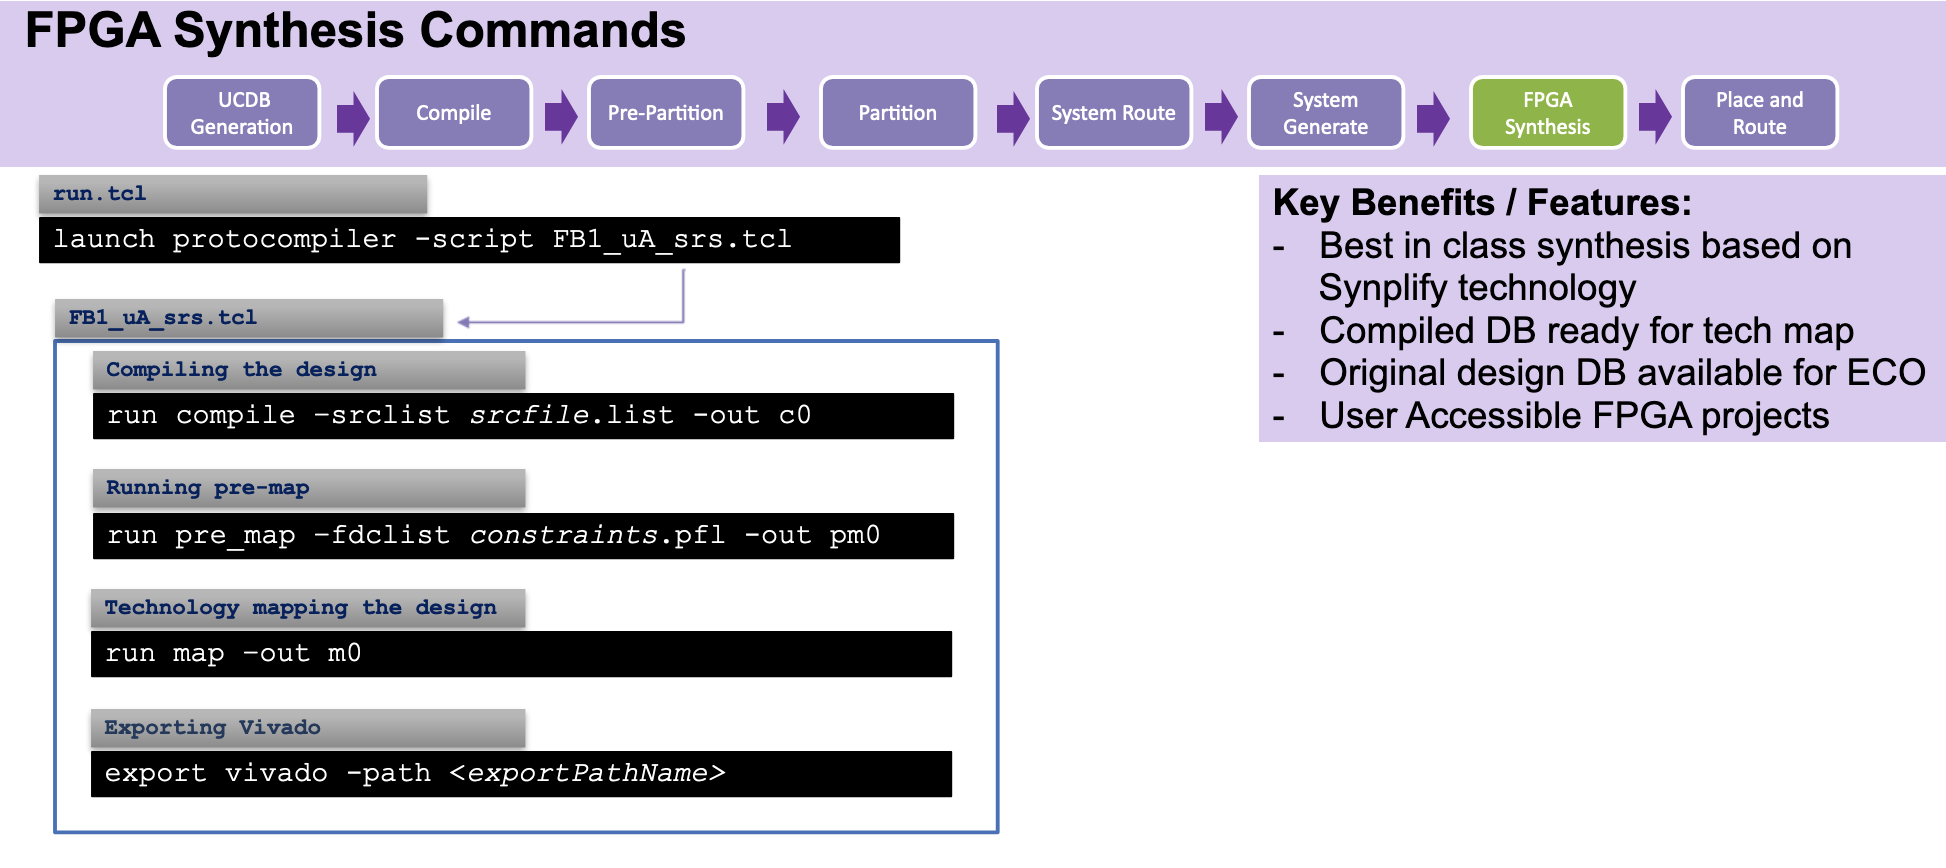 FPGA Synthesis Commands
UCDB
Generation
Compile
Pre-Partition
Partition
System Route
System
Generate
FPGA
Synthesis
Place and
Route
run.tcl
launch protocompiler -script FB1_uA_srs.tcl
FB1_uA_srs.tcl
Compiling the design
run compile –srclist srcfile.list -out c0
Running pre-map
run pre_map –fdclist constraints.pfl -out pm0
Technology mapping the design
run map –out m0
Exporting Vivado
export vivado -path <exportPathName>
Key Benefits / Features:
- Best in class synthesis based on
Synplify technology
- Compiled DB ready for tech map
- Original design DB available for ECO
- User Accessible FPGA projects